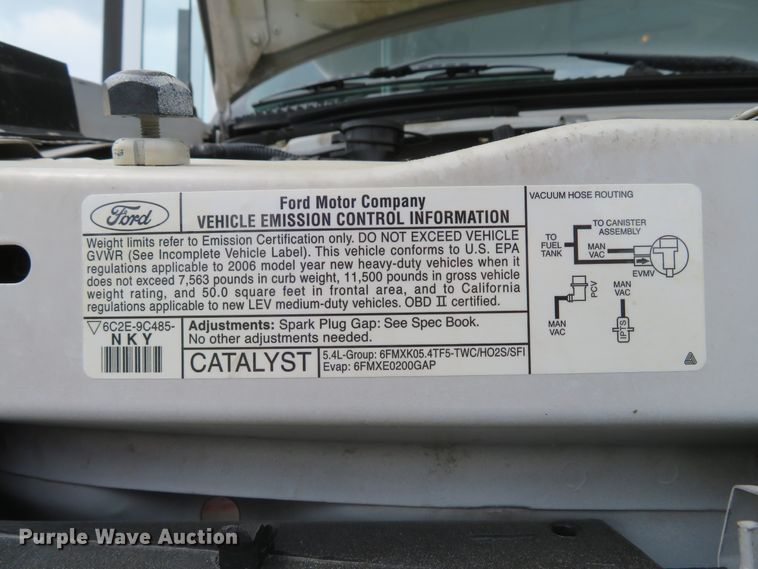 Ford
Ford Motor Company
VEHICLE EMISSION CONTROL INFORMATION
Weight limits refer to Emission Certification only. DO NOT EXCEED VEHICLE
GVWR (See Incomplete Vehicle Label). This vehicle conforms to U.S. EPA
regulations applicable to 2006 model year new heavy-duty vehicles when it
does not exceed 7,563 pounds in curb weight, 11,500 pounds in gross vehicle
weight rating, and 50.0 square feet in frontal area, and to California
regulations applicable to new LEV medium-duty vehicles. OBD II certified.
6C2E-9C485-
NKY
Adjustments: Spark Plug Gap: See Spec Book.
No other adjustments needed.
CATALYST
5.4L-Group: 6FMXK05.4TF5-TWC/HO2S/SFI
Evap: 6FMXE0200GAP
VACUUM HOSE ROUTING
TO CANISTER
ASSEMBLY
TO
FUEL
TANK
MAN
VAC
EVMV
PCV
MAN
VAC
MAN
VAC
IPTS
Purple Wave Auction